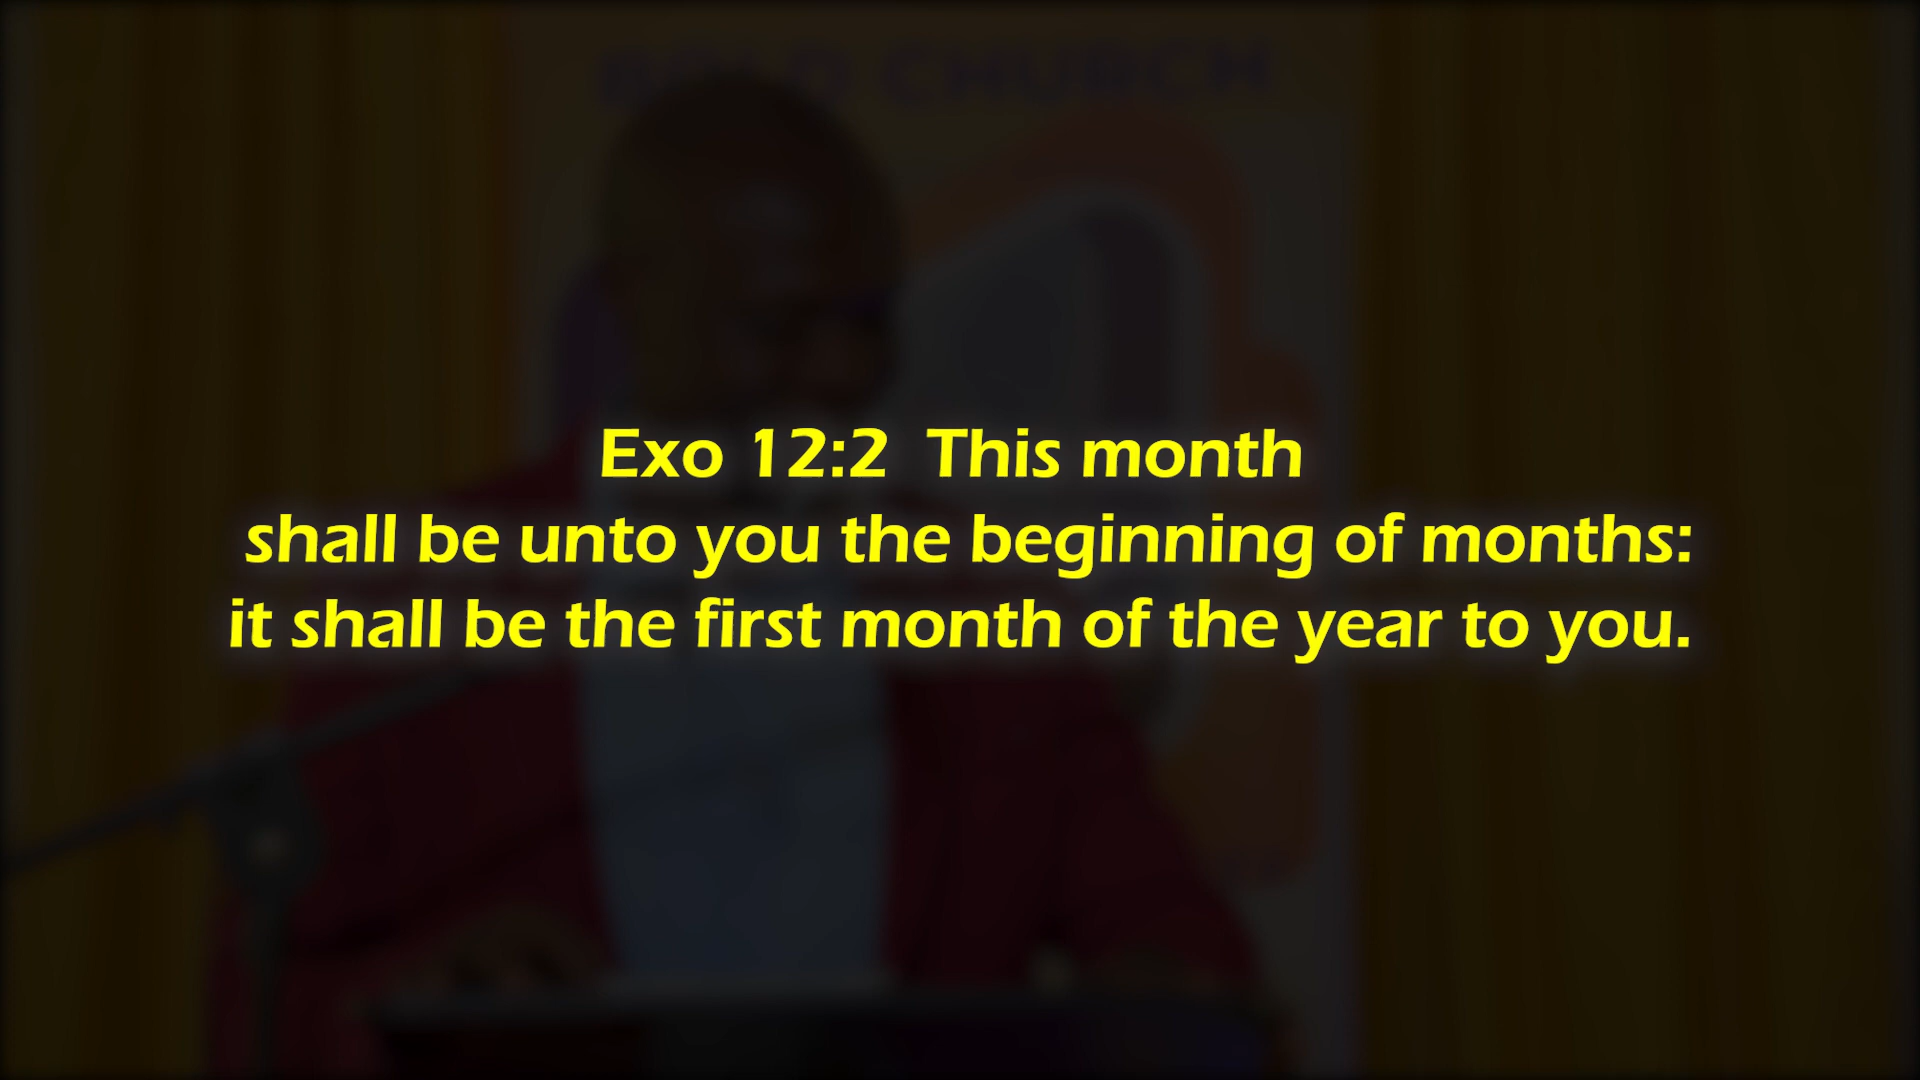 CHURCH
Exo 12:2  This month
shall be unto you the beginning of months:
it shall be the first month of the year to you.